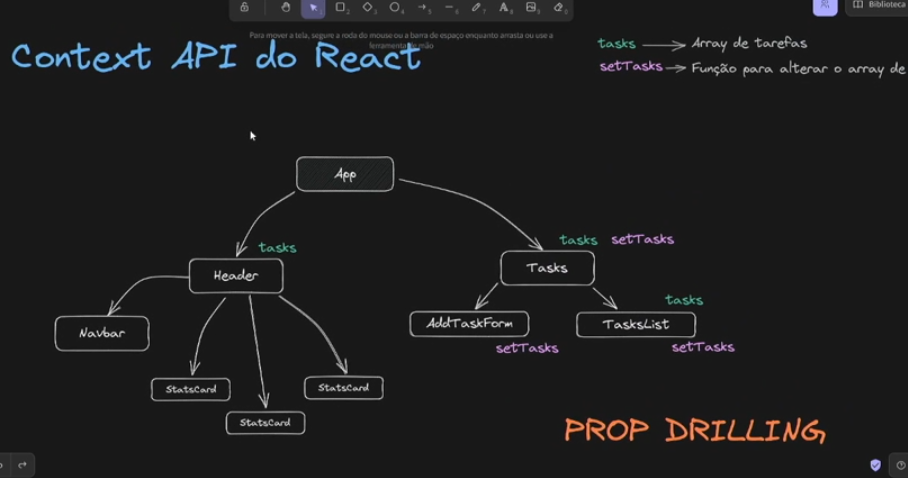 Biblioteca
Para mover a tela, segure a roda do mouse ou a barra de espaço enquanto arrasta ou use a
ferramenta de mão
Context API do React
tasks → Array de tarefas
setTasks → Função para alterar o array de
App
tasks
tasks setTasks
Header
Tasks
tasks
Navbar
AddTaskForm
TasksList
setTasks
setTasks
StatsCard
StatsCard
StatsCard
PROP DRILLING